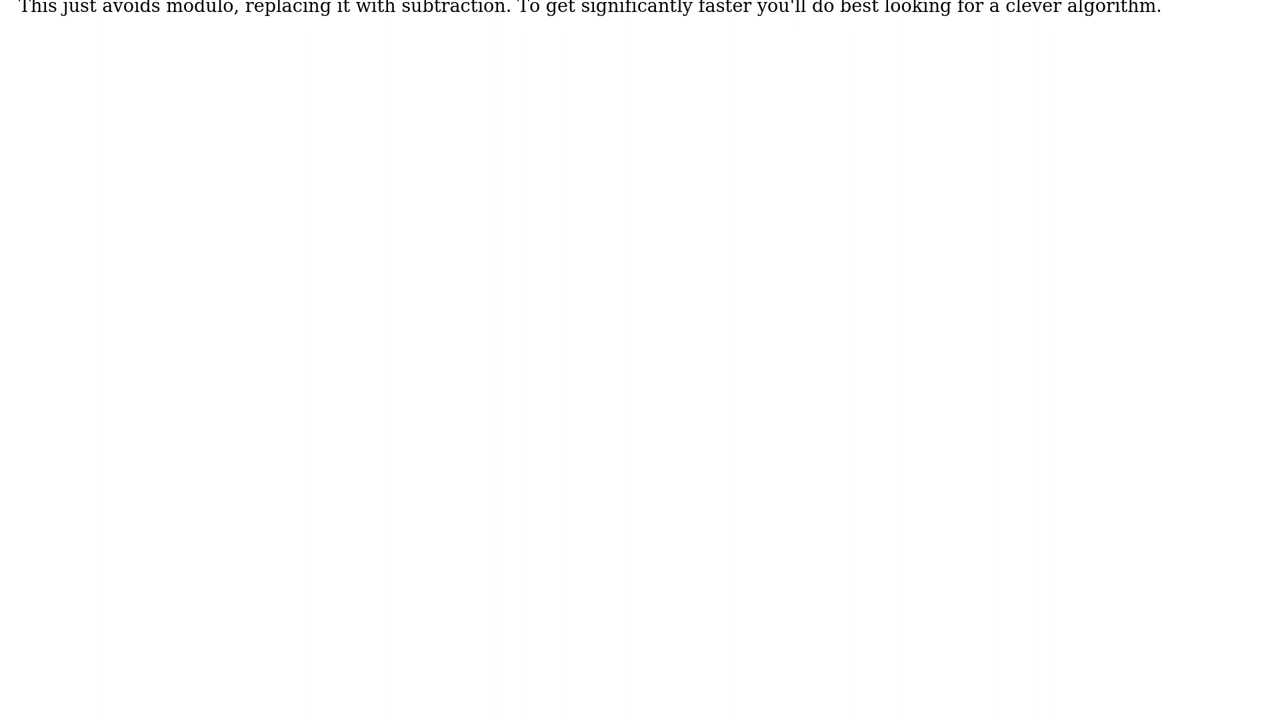 This just avoids modulo, replacing it with subtraction. To get significantly faster you'll do best looking for a clever algorithm.